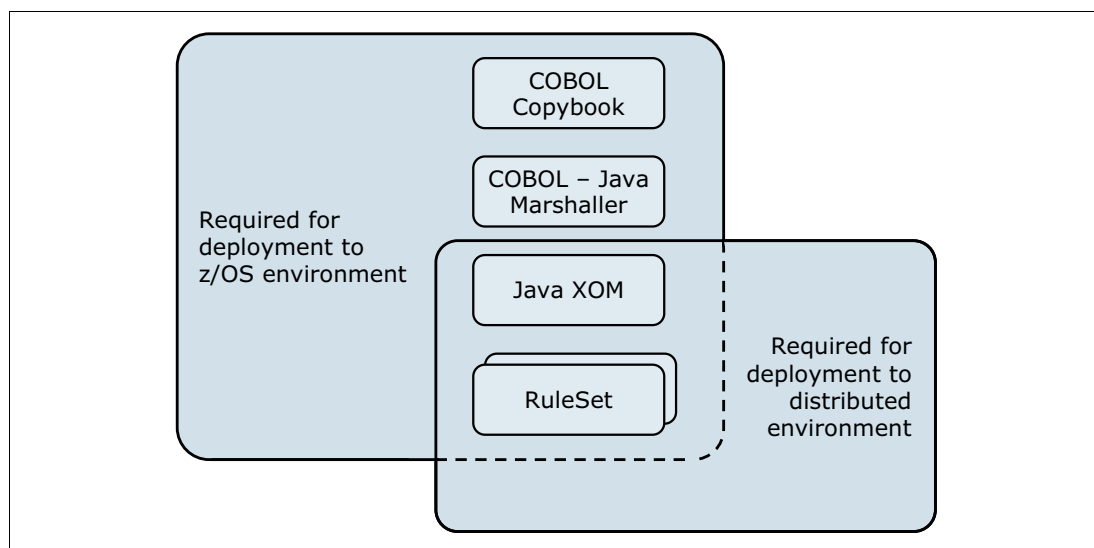 COBOL
Copybook
COBOL – Java
Marshaller
Required for
deployment to
z/OS environment
Java XOM
RuleSet
Required for
deployment to
distributed
environment